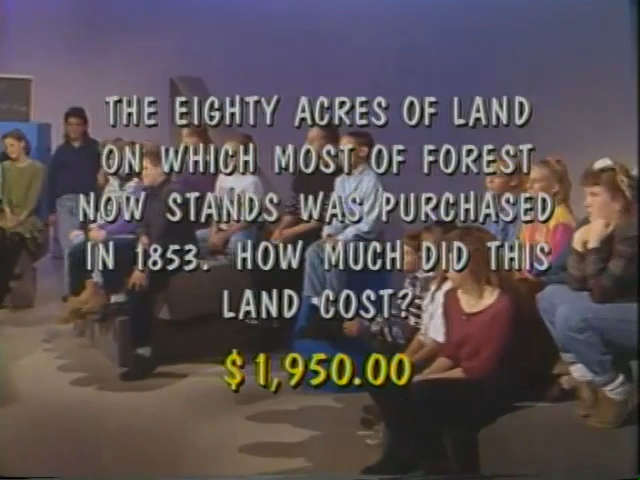 THE EIGHTY ACRES OF LAND
ON WHICH MOST OF FOREST
NOW STANDS WAS PURCHASED
IN 1853. HOW MUCH DID THIS
LAND COST?
$1,950.00